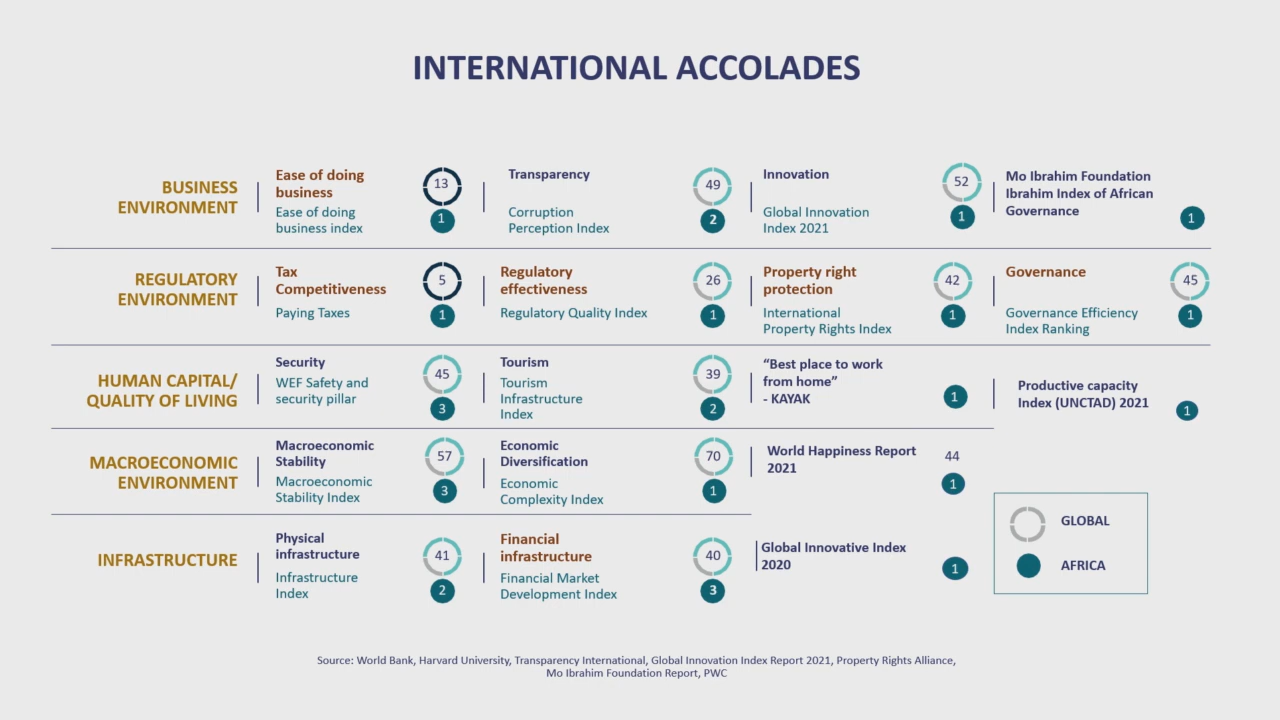 INTERNATIONAL ACCOLADES
BUSINESS
ENVIRONMENT
Ease of doing
business
Ease of doing
business index
13
1
Transparency
Corruption
Perception Index
49
2
Innovation
Global Innovation
Index 2021
52
1
Mo Ibrahim Foundation
Ibrahim Index of African
Governance
1
REGULATORY
ENVIRONMENT
Tax
Competitiveness
Paying Taxes
5
1
Regulatory
effectiveness
Regulatory Quality Index
26
1
Property right
protection
International
Property Rights Index
42
1
Governance
Governance Efficiency
Index Ranking
45
1
HUMAN CAPITAL/
QUALITY OF LIVING
Security
WEF Safety and
security pillar
45
3
Tourism
Tourism
Infrastructure
Index
39
2
“Best place to work
from home”
- KAYAK
1
Productive capacity
Index (UNCTAD) 2021
1
MACROECONOMIC
ENVIRONMENT
Macroeconomic
Stability
Macroeconomic
Stability Index
57
3
Economic
Diversification
Economic
Complexity Index
70
1
World Happiness Report
2021
44
1
INFRASTRUCTURE
Physical
infrastructure
Infrastructure
Index
41
2
Financial
infrastructure
Financial Market
Development Index
40
3
Global Innovative Index
2020
1
GLOBAL
AFRICA
Source: World Bank, Harvard University, Transparency International, Global Innovation Index Report 2021, Property Rights Alliance,
Mo Ibrahim Foundation Report, PWC